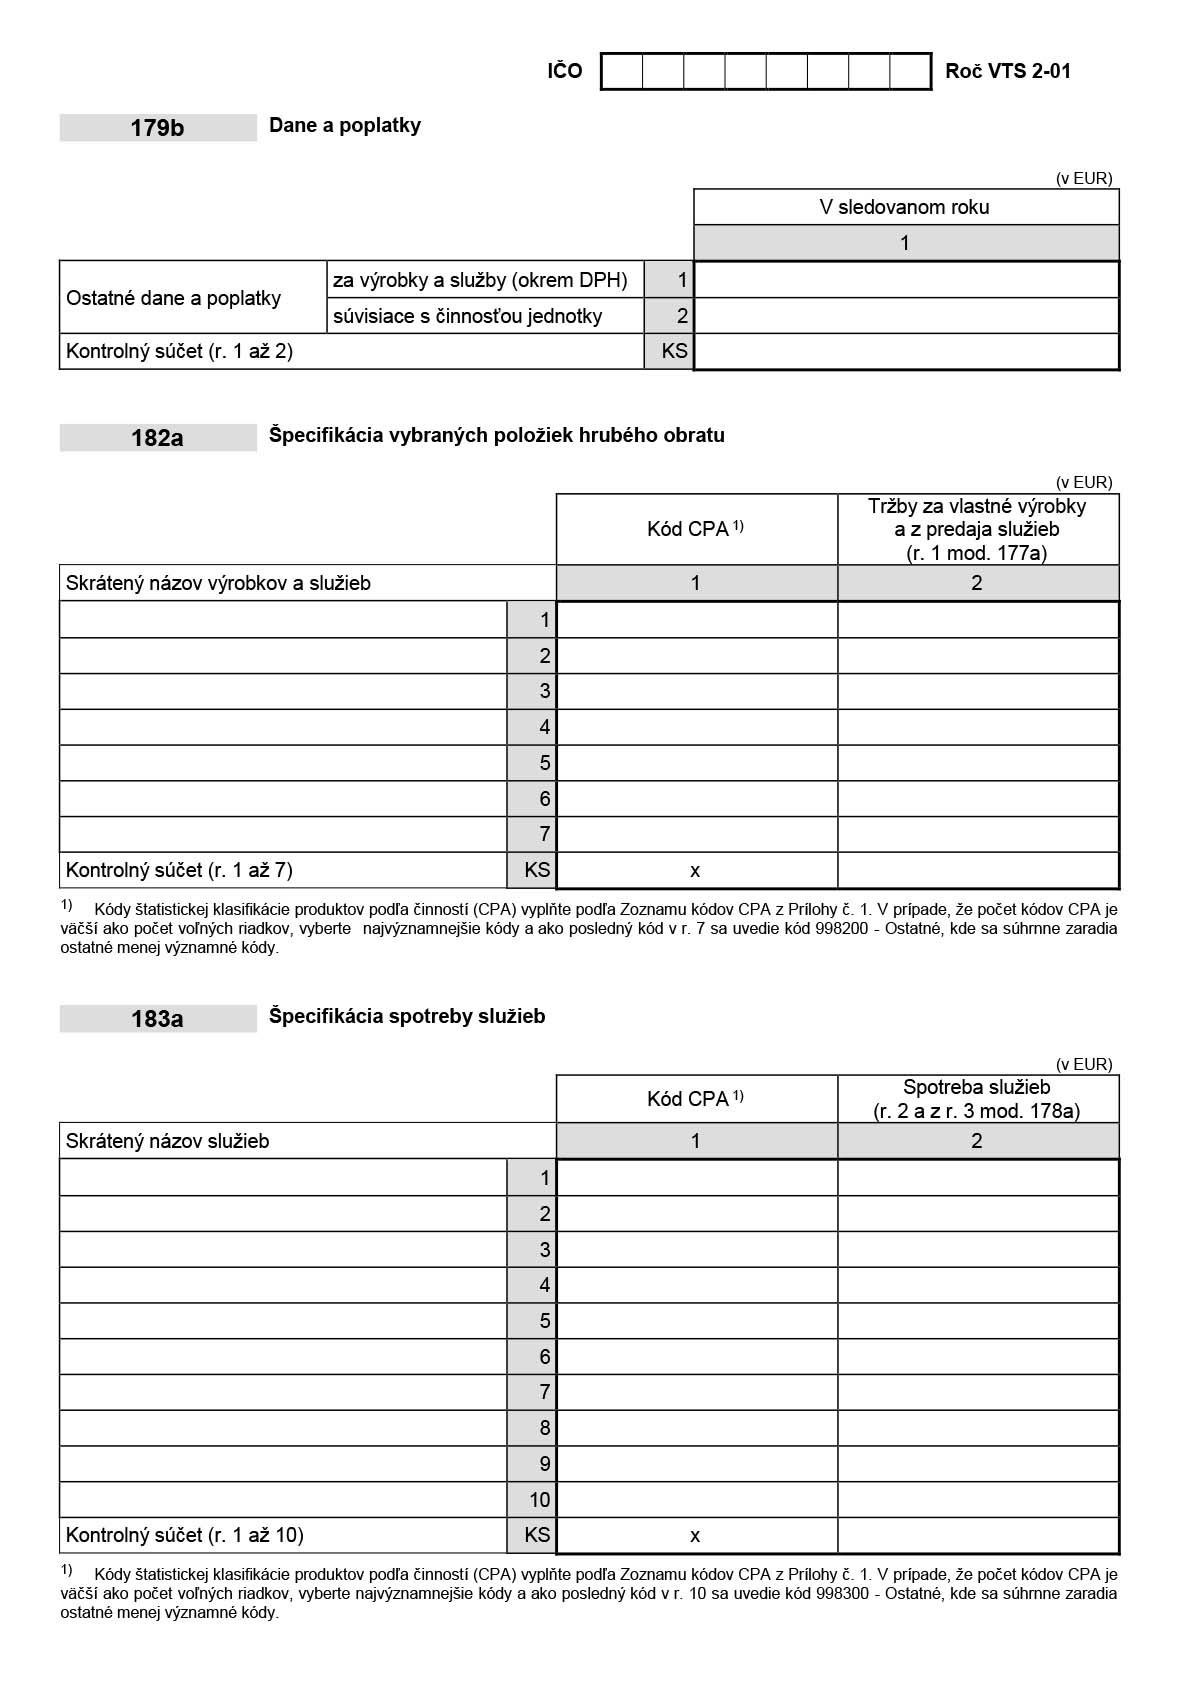 IČO Roč VTS 2-01
179b Dane a poplatky
(v EUR)
V sledovanom roku
1
Ostatné dane a poplatky za výrobky a služby (okrem DPH) 1
súvisiace s činnosťou jednotky 2
Kontrolný súčet (r. 1 až 2) KS
182a Špecifikácia vybraných položiek hrubého obratu
(v EUR)
Kód CPA 1) Tržby za vlastné výrobky
a z predaja služieb
(r. 1 mod. 177a)
Skrátený názov výrobkov a služieb 1 2
1
2
3
4
5
6
7
Kontrolný súčet (r. 1 až 7) KS x
1) Kódy štatistickej klasifikácie produktov podľa činností (CPA) vyplňte podľa Zoznamu kódov CPA z Prílohy č. 1. V prípade, že počet kódov CPA je
väčší ako počet voľných riadkov, vyberte najvýznamnejšie kódy a ako posledný kód v r. 7 sa uvedie kód 998200 - Ostatné, kde sa súhrnne zaradia
ostatné menej významné kódy.
183a Špecifikácia spotreby služieb
(v EUR)
Kód CPA 1) Spotreba služieb
(r. 2 a z r. 3 mod. 178a)
Skrátený názov služieb 1 2
1
2
3
4
5
6
7
8
9
10
Kontrolný súčet (r. 1 až 10) KS x
1) Kódy štatistickej klasifikácie produktov podľa činností (CPA) vyplňte podľa Zoznamu kódov CPA z Prílohy č. 1. V prípade, že počet kódov CPA je
väčší ako počet voľných riadkov, vyberte najvýznamnejšie kódy a ako posledný kód v r. 10 sa uvedie kód 998300 - Ostatné, kde sa súhrnne zaradia
ostatné menej významné kódy.